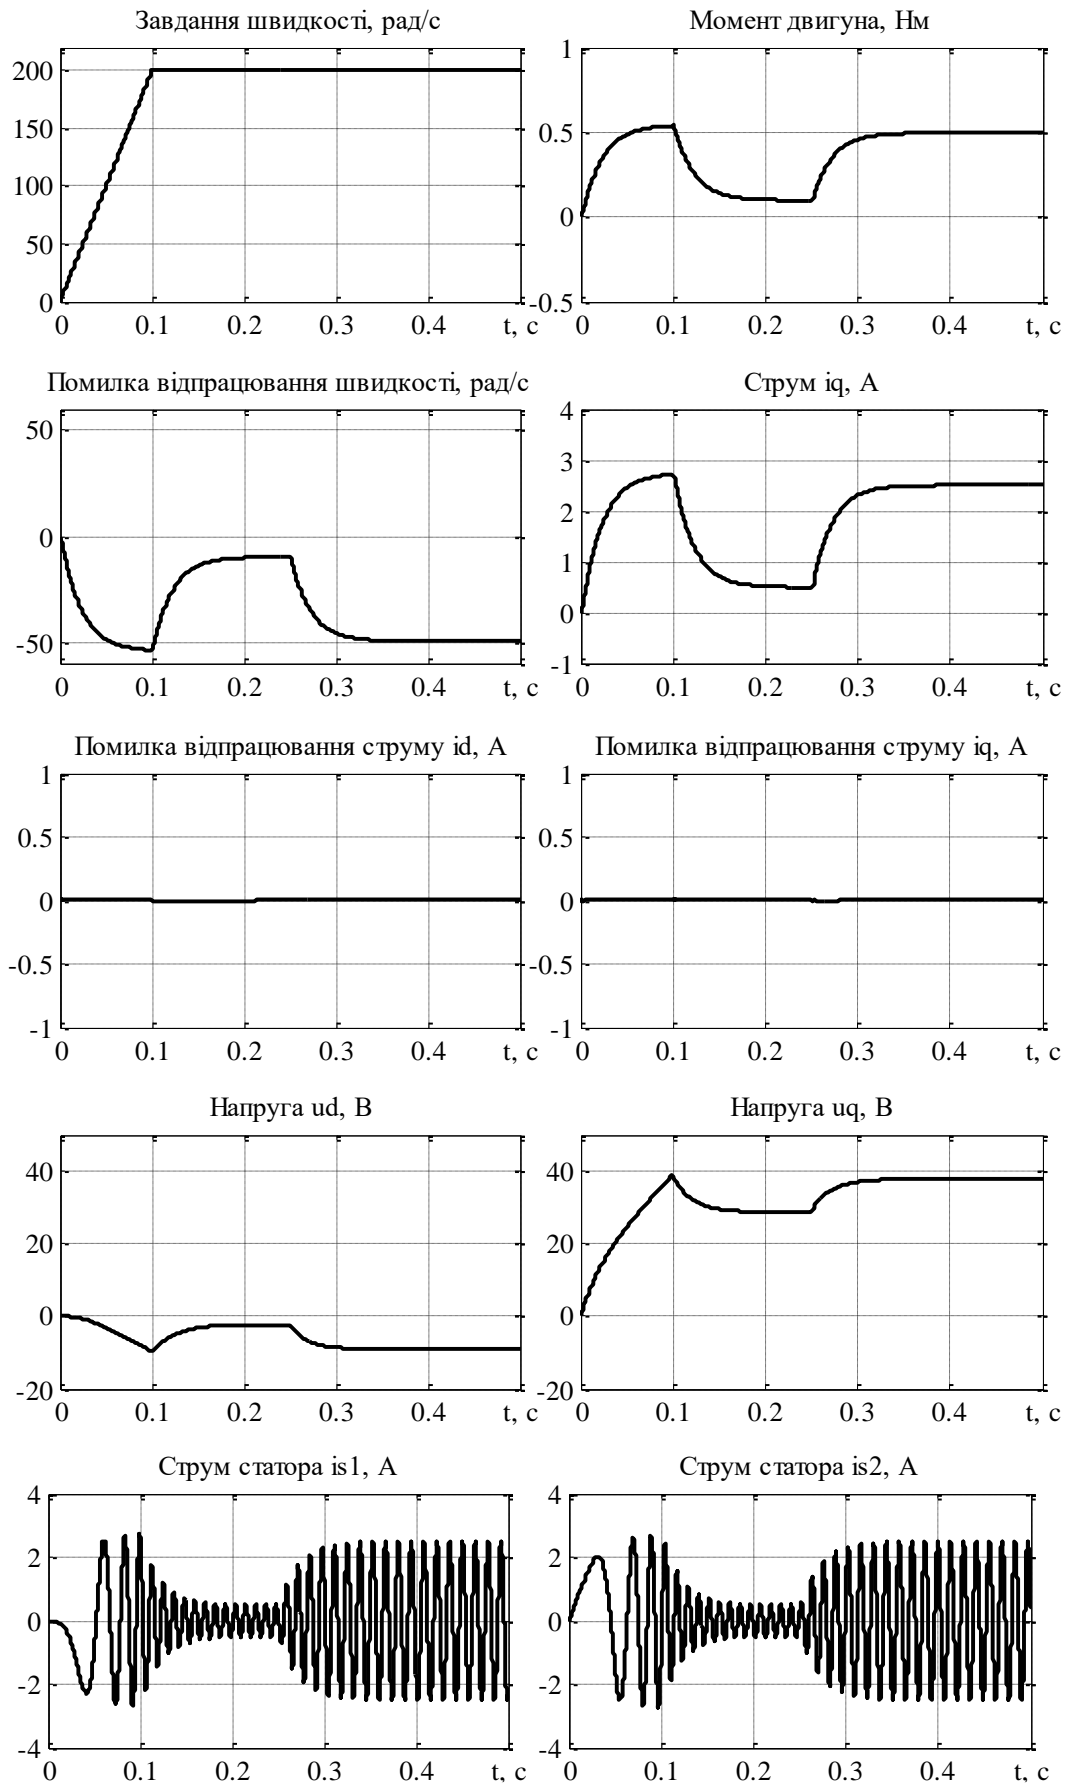 Завдання швидкості, рад/с
Момент двигуна, Нм
200
150
100
50
0
0 0.1 0.2 0.3 0.4 t, с
1
0.5
0
-0.5
0 0.1 0.2 0.3 0.4 t, с
Помилка відпрацювання швидкості, рад/с
Струм iq, А
50
0
-50
0 0.1 0.2 0.3 0.4 t, с
4
3
2
1
0
-1
0 0.1 0.2 0.3 0.4 t, с
Помилка відпрацювання струму id, А
Помилка відпрацювання струму iq, А
1
0.5
0
-0.5
-1
0 0.1 0.2 0.3 0.4 t, с
1
0.5
0
-0.5
-1
0 0.1 0.2 0.3 0.4 t, с
Напруга ud, В
Напруга uq, В
40
20
0
-20
0 0.1 0.2 0.3 0.4 t, с
40
20
0
-20
0 0.1 0.2 0.3 0.4 t, с
Струм статора is1, А
Струм статора is2, А
4
2
0
-2
-4
0 0.1 0.2 0.3 0.4 t, с
4
2
0
-2
-4
0 0.1 0.2 0.3 0.4 t, с